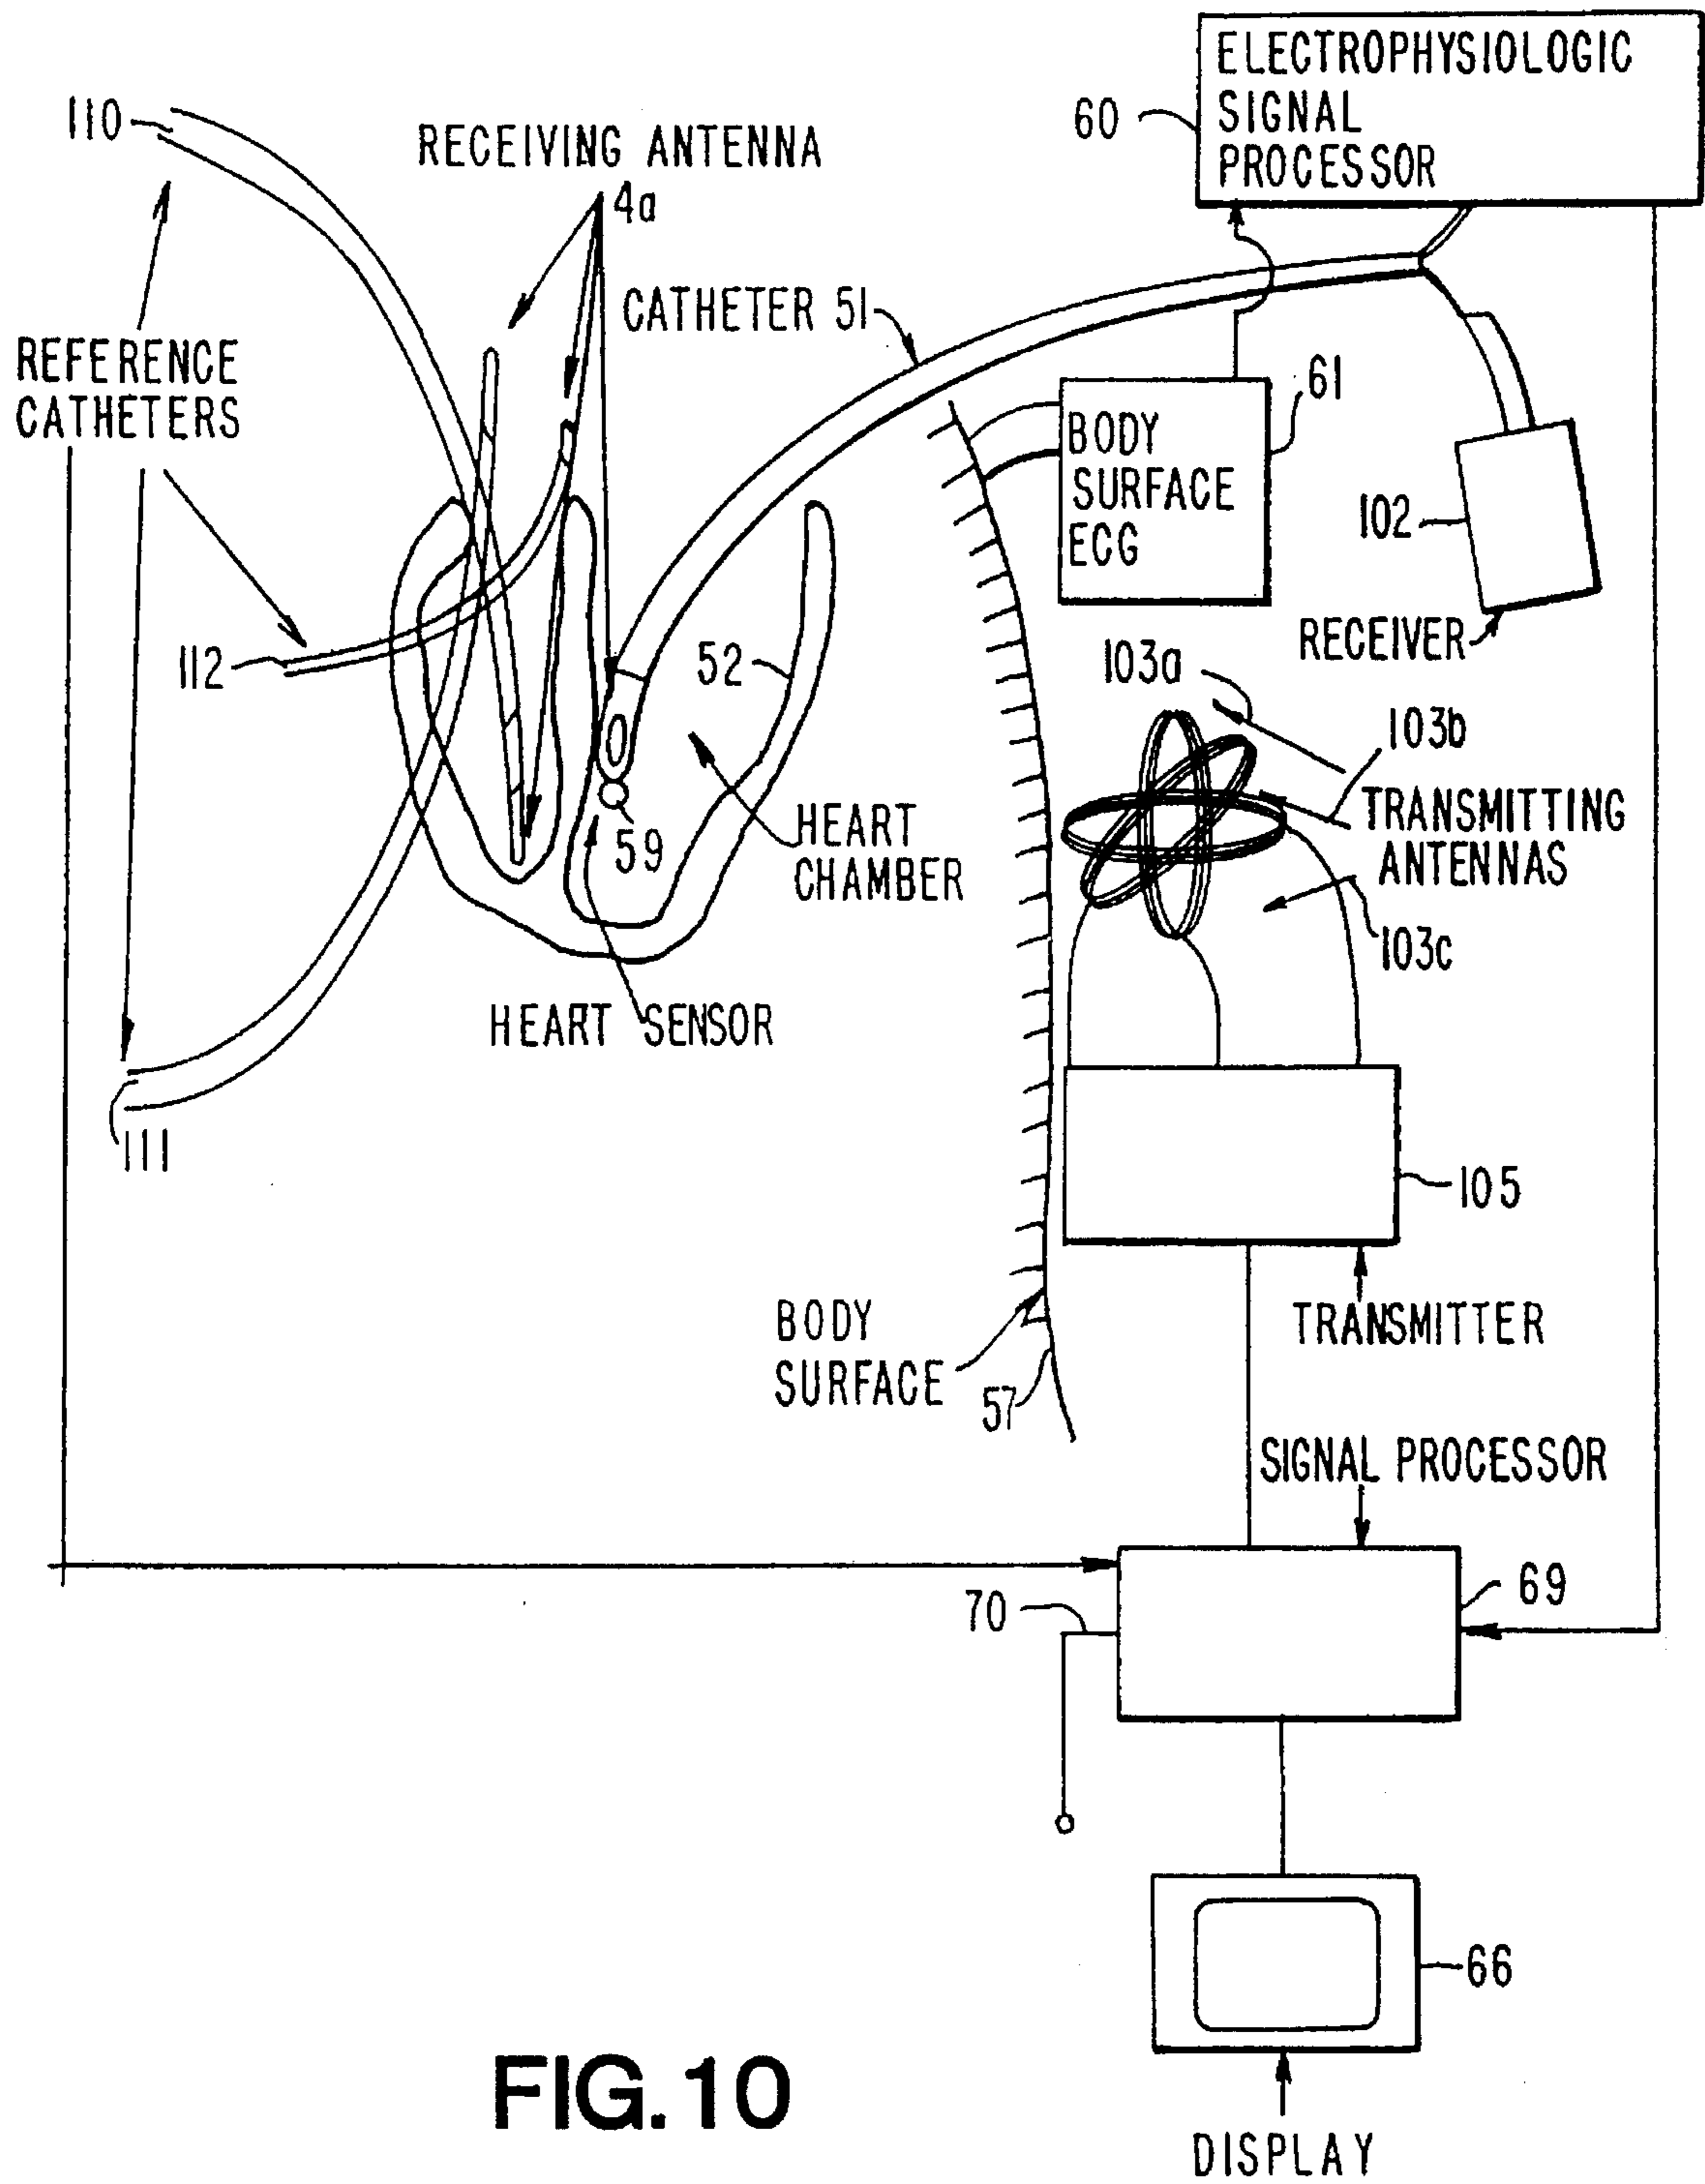 ELECTROPHYSIOLOGIC
SIGNAL
PROCESSOR
60
110
RECEIVING ANTENNA
4a
CATHETER 51
REFERENCE
CATHETERS
61
BODY
SURFACE
ECG
102
RECEIVER
112
52
103a
103b
59
HEART
CHAMBER
TRANSMITTING
ANTENNAS
103c
HEART SENSOR
111
105
BODY
SURFACE
57
TRANSMITTER
SIGNAL PROCESSOR
70
69
66
FIG. 10
DISPLAY